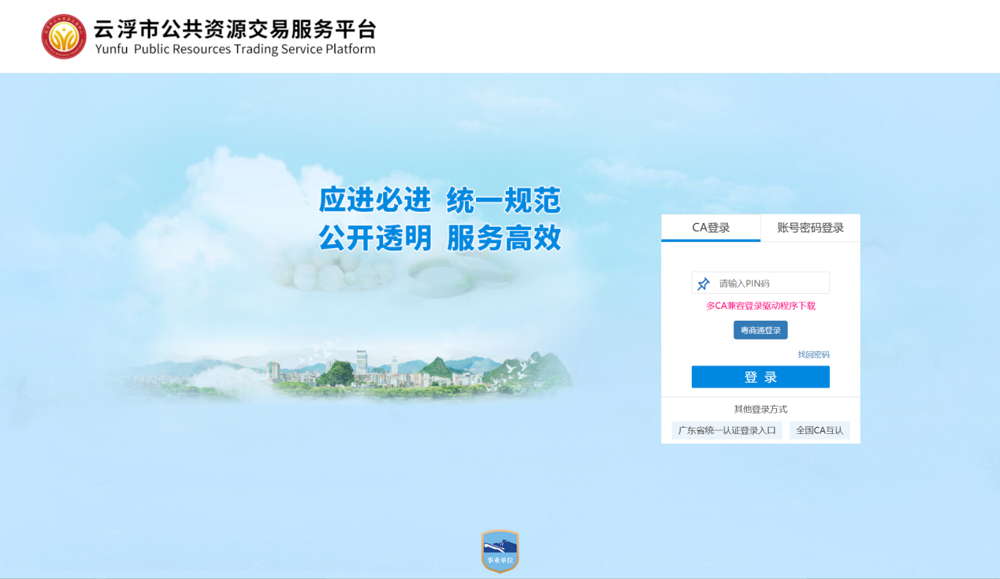 云浮市公共资源交易服务平台
Yunfu Public Resources Trading Service Platform
应进必进 统一规范
公开透明 服务高效
CA登录 账号密码登录
请输入PIN码
多CA兼容登录驱动程序下载
粤商通登录
找回密码
登 录
其他登录方式
广东省统一认证登录入口 全国CA互认
事业单位